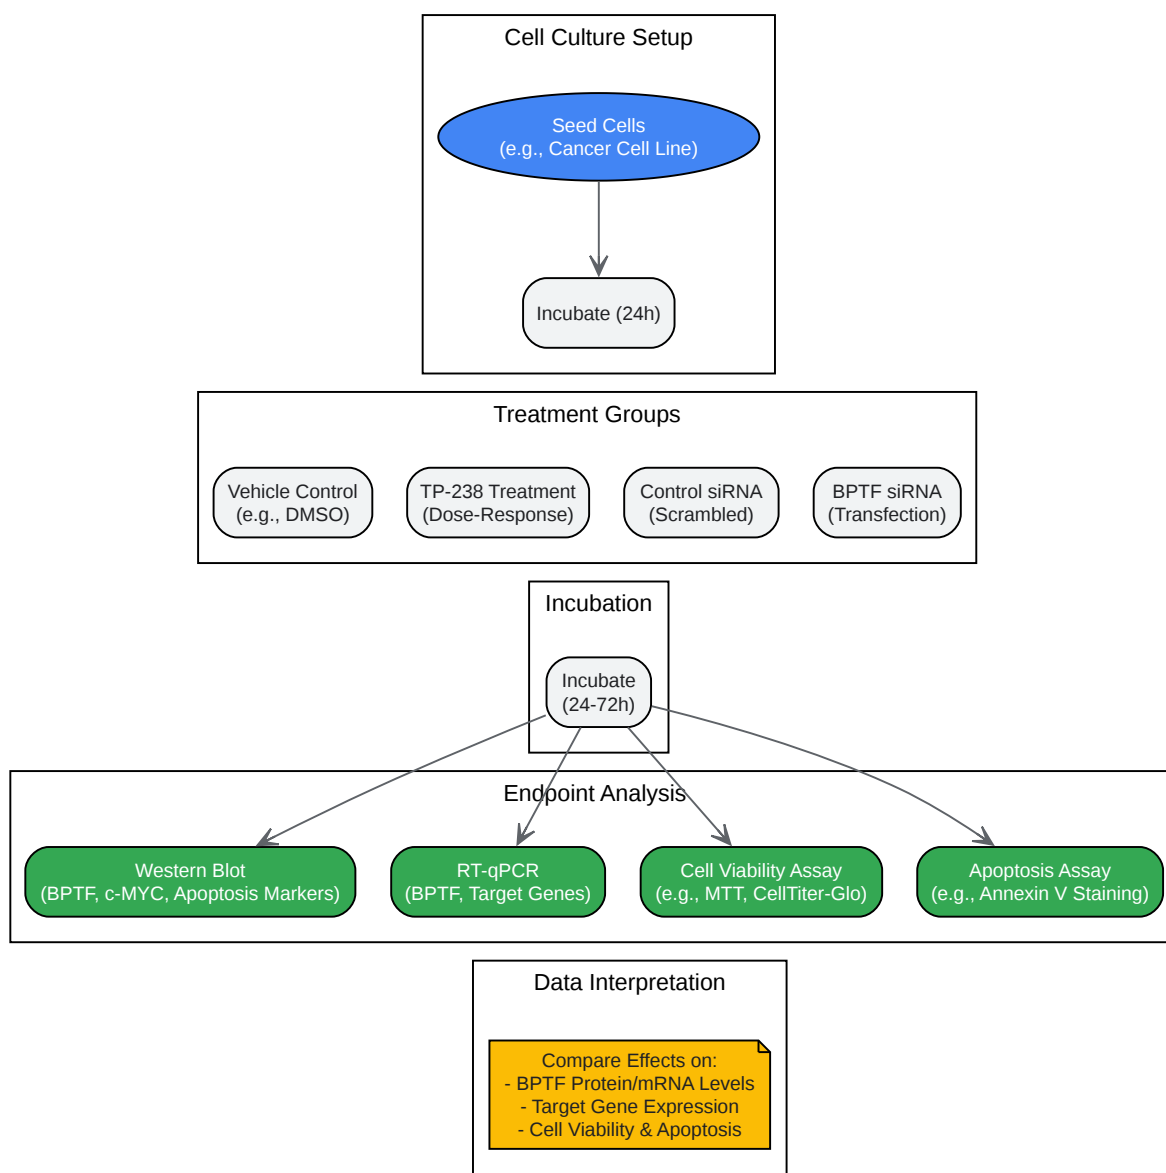 Cell Culture Setup
Seed Cells
(e.g., Cancer Cell Line)
Incubate (24h)
Treatment Groups
Vehicle Control
(e.g., DMSO)
TP-238 Treatment
(Dose-Response)
Control siRNA
(Scrambled)
BPTF siRNA
(Transfection)
Incubation
Incubate
(24-72h)
Endpoint Analysis
Western Blot
(BPTF, c-MYC, Apoptosis Markers)
RT-qPCR
(BPTF, Target Genes)
Cell Viability Assay
(e.g., MTT, CellTiter-Glo)
Apoptosis Assay
(e.g., Annexin V Staining)
Data Interpretation
Compare Effects on:
- BPTF Protein/mRNA Levels
- Target Gene Expression
- Cell Viability & Apoptosis